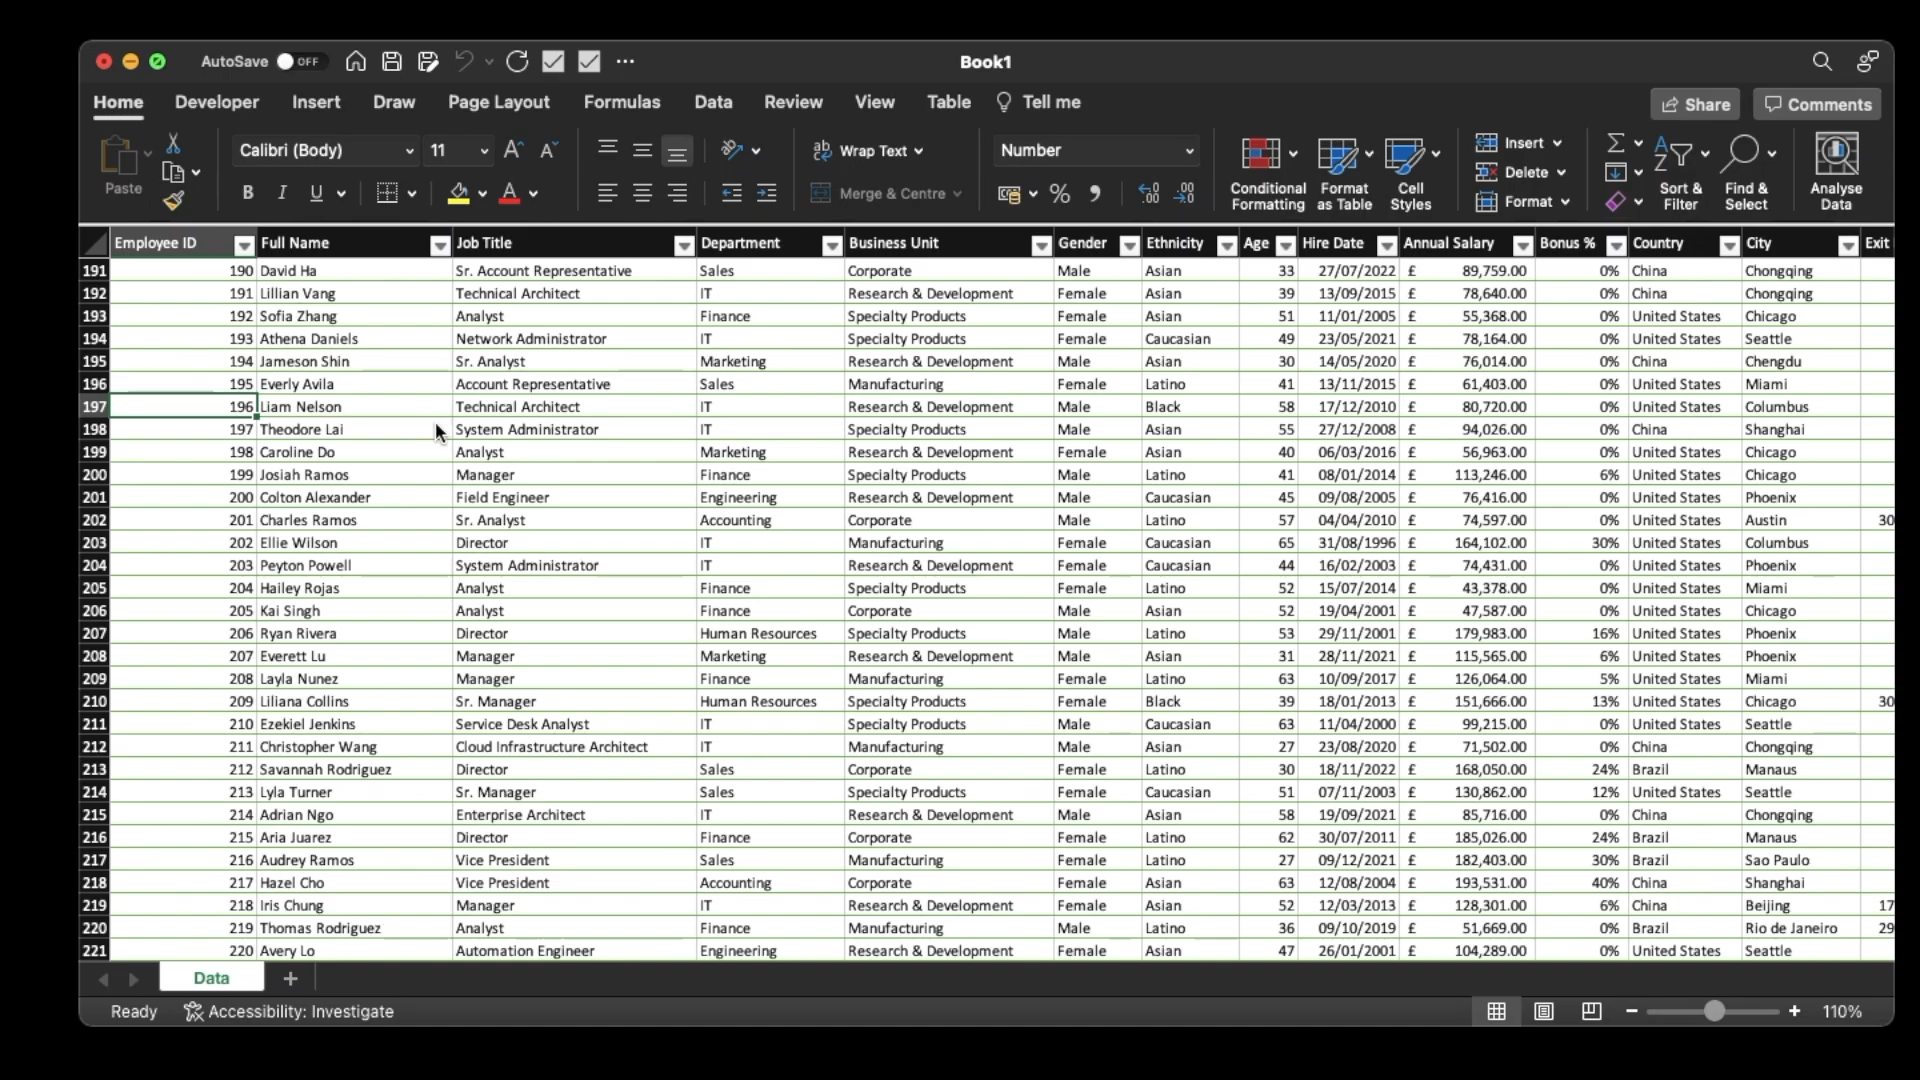 AutoSave OFF Book1
Home Developer Insert Draw Page Layout Formulas Data Review View Table Tell me Share Comments
Paste Calibri (Body) 11 Wrap Text Merge & Centre Number Conditional Formatting Format as Table Cell Styles Insert Delete Format Sort & Filter Find & Select Analyse Data
Employee ID Full Name Job Title Department Business Unit Gender Ethnicity Age Hire Date Annual Salary Bonus % Country City Exit
191 190 David Ha Sr. Account Representative Sales Corporate Male Asian 33 27/07/2022 £ 89,759.00 0% China Chongqing
192 191 Lillian Vang Technical Architect IT Research & Development Female Asian 39 13/09/2015 £ 78,640.00 0% China Chongqing
193 192 Sofia Zhang Analyst Finance Specialty Products Female Asian 51 11/01/2005 £ 55,368.00 0% United States Chicago
194 193 Athena Daniels Network Administrator IT Specialty Products Female Caucasian 49 23/05/2021 £ 78,164.00 0% United States Seattle
195 194 Jameson Shin Sr. Analyst Marketing Research & Development Male Asian 30 14/05/2020 £ 76,014.00 0% China Chengdu
196 195 Everly Avila Account Representative Sales Manufacturing Female Latino 41 13/11/2015 £ 61,403.00 0% United States Miami
197 196 Liam Nelson Technical Architect IT Research & Development Male Black 58 17/12/2010 £ 80,720.00 0% United States Columbus
198 197 Theodore Lai System Administrator IT Specialty Products Male Asian 55 27/12/2008 £ 94,026.00 0% China Shanghai
199 198 Caroline Do Analyst Marketing Research & Development Female Asian 40 06/03/2016 £ 56,963.00 0% United States Chicago
200 199 Josiah Ramos Manager Finance Specialty Products Male Latino 41 08/01/2014 £ 113,246.00 6% United States Chicago
201 200 Colton Alexander Field Engineer Engineering Research & Development Male Caucasian 45 09/08/2005 £ 76,416.00 0% United States Phoenix
202 201 Charles Ramos Sr. Analyst Accounting Corporate Male Latino 57 04/04/2010 £ 74,597.00 0% United States Austin 30
203 202 Ellie Wilson Director IT Manufacturing Female Caucasian 65 31/08/1996 £ 164,102.00 30% United States Columbus
204 203 Peyton Powell System Administrator IT Research & Development Female Caucasian 44 16/02/2003 £ 74,431.00 0% United States Phoenix
205 204 Hailey Rojas Analyst Finance Specialty Products Female Latino 52 15/07/2014 £ 43,378.00 0% United States Miami
206 205 Kai Singh Analyst Finance Corporate Male Asian 52 19/04/2001 £ 47,587.00 0% United States Chicago
207 206 Ryan Rivera Director Human Resources Specialty Products Male Latino 53 29/11/2001 £ 179,983.00 16% United States Phoenix
208 207 Everett Lu Manager Marketing Research & Development Male Asian 31 28/11/2021 £ 115,565.00 6% United States Phoenix
209 208 Layla Nunez Manager Finance Manufacturing Female Latino 63 10/09/2017 £ 126,064.00 5% United States Miami
210 209 Liliana Collins Sr. Manager Human Resources Specialty Products Female Black 39 18/01/2013 £ 151,666.00 13% United States Chicago 30
211 210 Ezekiel Jenkins Service Desk Analyst IT Specialty Products Male Caucasian 63 11/04/2000 £ 99,215.00 0% United States Seattle
212 211 Christopher Wang Cloud Infrastructure Architect IT Manufacturing Male Asian 27 23/08/2020 £ 71,502.00 0% China Chongqing
213 212 Savannah Rodriguez Director Sales Corporate Female Latino 30 18/11/2022 £ 168,050.00 24% Brazil Manaus
214 213 Lyla Turner Sr. Manager Sales Specialty Products Female Caucasian 51 07/11/2003 £ 130,862.00 12% United States Seattle
215 214 Adrian Ngo Enterprise Architect IT Research & Development Male Asian 58 19/09/2021 £ 85,716.00 0% China Chongqing
216 215 Aria Juarez Director Finance Corporate Female Latino 62 30/07/2011 £ 185,026.00 24% Brazil Manaus
217 216 Audrey Ramos Vice President Sales Manufacturing Female Latino 27 09/12/2021 £ 182,403.00 30% Brazil Sao Paulo
218 217 Hazel Cho Vice President Accounting Corporate Female Asian 63 12/08/2004 £ 193,531.00 40% China Shanghai
219 218 Iris Chung Manager IT Research & Development Female Asian 52 12/03/2013 £ 128,301.00 6% China Beijing 17
220 219 Thomas Rodriguez Analyst Finance Manufacturing Male Latino 36 09/10/2019 £ 51,669.00 0% Brazil Rio de Janeiro 29
221 220 Avery Lo Automation Engineer Engineering Research & Development Female Asian 47 26/01/2001 £ 104,289.00 0% United States Seattle
Data
Ready Accessibility: Investigate 110%